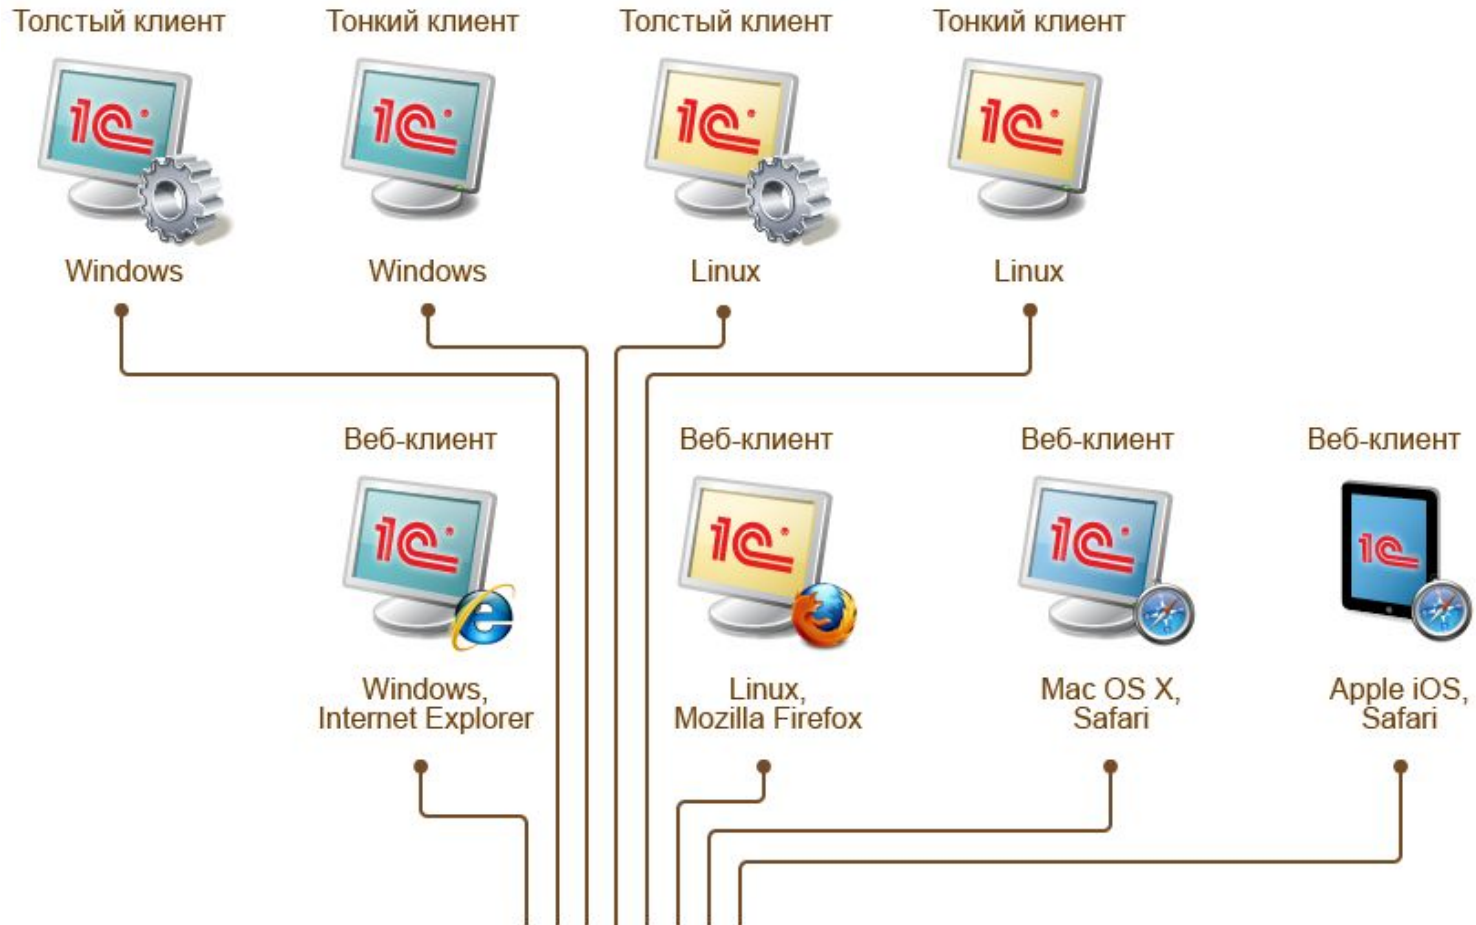 Толстый клиент
Тонкий клиент
Толстый клиент
Тонкий клиент
1С
1С
1С
1С
Windows
Windows
Linux
Linux
Веб-клиент
Веб-клиент
Веб-клиент
Веб-клиент
1С
1С
1С
1С
Windows,
Internet Explorer
Linux,
Mozilla Firefox
Mac OS X,
Safari
Apple iOS,
Safari